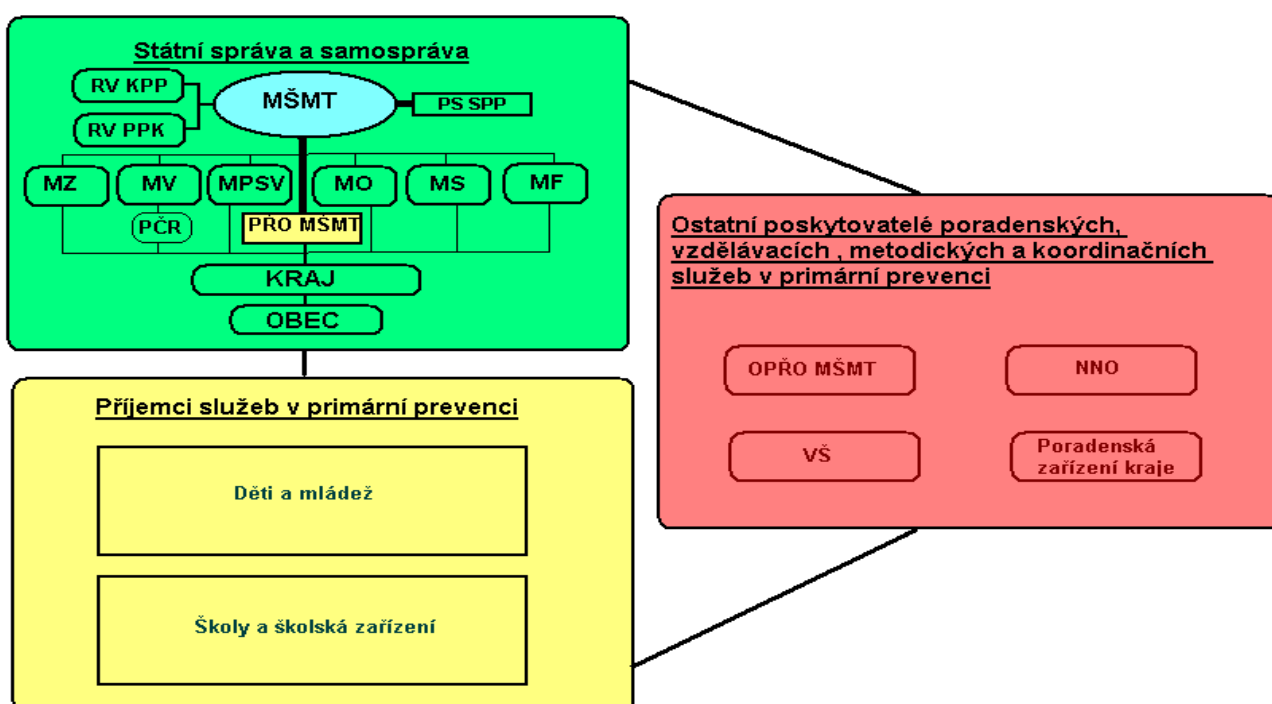 Státní správa a samospráva
RV KPP
MŠMT
PS SPP
RV PPK
MZ
MV
MPSV
MO
MS
MF
PČR
PŘO MŠMT
KRAJ
OBEC
Ostatní poskytovatelé poradenských,
vzdělávacích , metodických a koordinačních
služeb v primární prevenci
OPŘO MŠMT
NNO
VŠ
Poradenská
zařízení kraje
Příjemci služeb v primární prevenci
Děti a mládež
Školy a školská zařízení